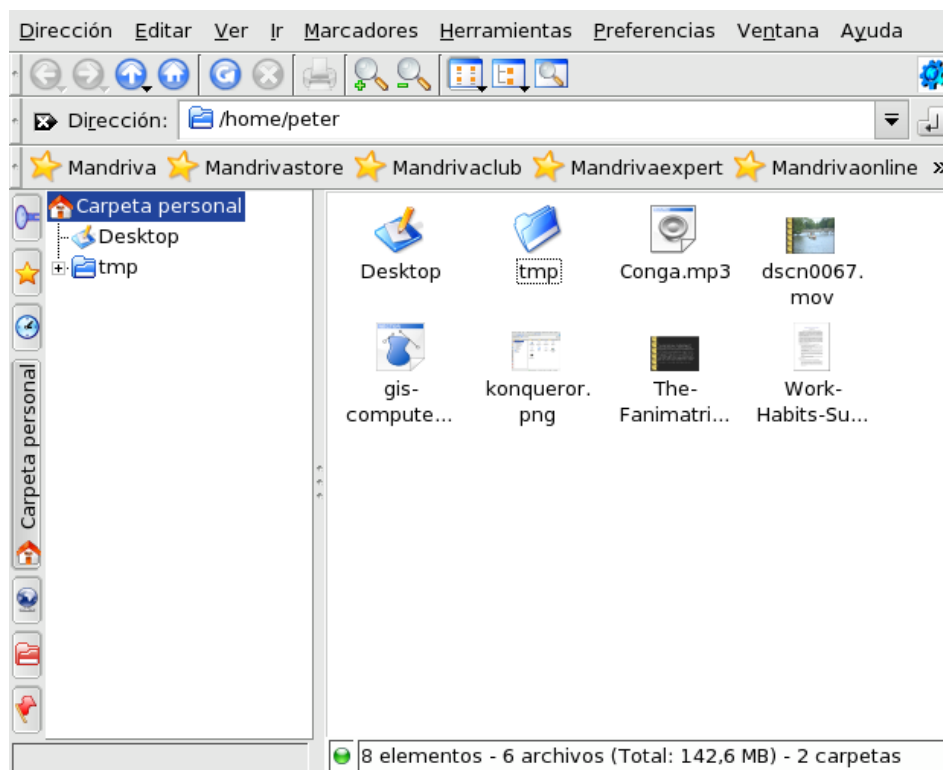 Dirección Editar Ver Ir Marcadores Herramientas Preferencias Ventana Ayuda
Dirección: /home/peter
Mandriva Mandrivastore Mandrivaclub Mandrivaexpert Mandrivaonline »
Carpeta personal
Desktop
tmp
Carpeta personal
Desktop tmp Conga.mp3 dscn0067.
mov
gis- konqueror. The- Work-
compute... png Fanimatri... Habits-Su...
8 elementos - 6 archivos (Total: 142,6 MB) - 2 carpetas